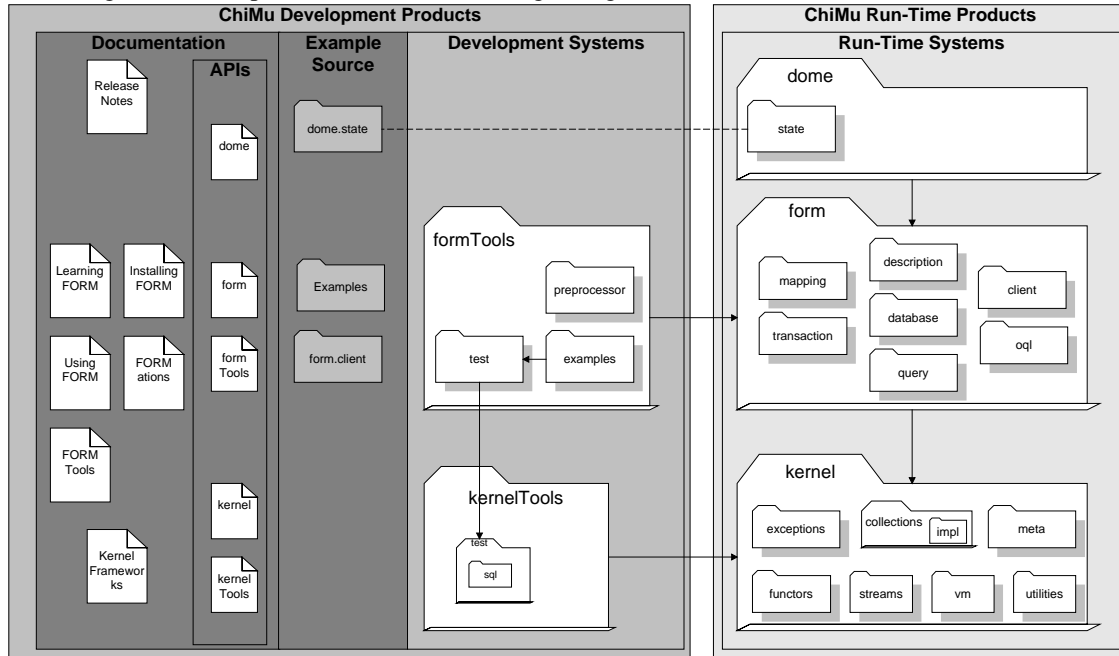 ChiMu Development Products
ChiMu Run-Time Products
Documentation
Example
Source
Development Systems
Run-Time Systems
APIs
Release
Notes
dome
dome.state
dome
state
Learning
FORM
Installing
FORM
form
Examples
formTools
preprocessor
form
mapping
description
client
Using
FORM
FORM
ations
form
Tools
form.client
test
examples
transaction
database
oql
query
FORM
Tools
kernel
kernelTools
kernel
test
sql
exceptions
collections
impl
meta
Kernel
Framewor
ks
kernel
Tools
functors
streams
vm
utilities